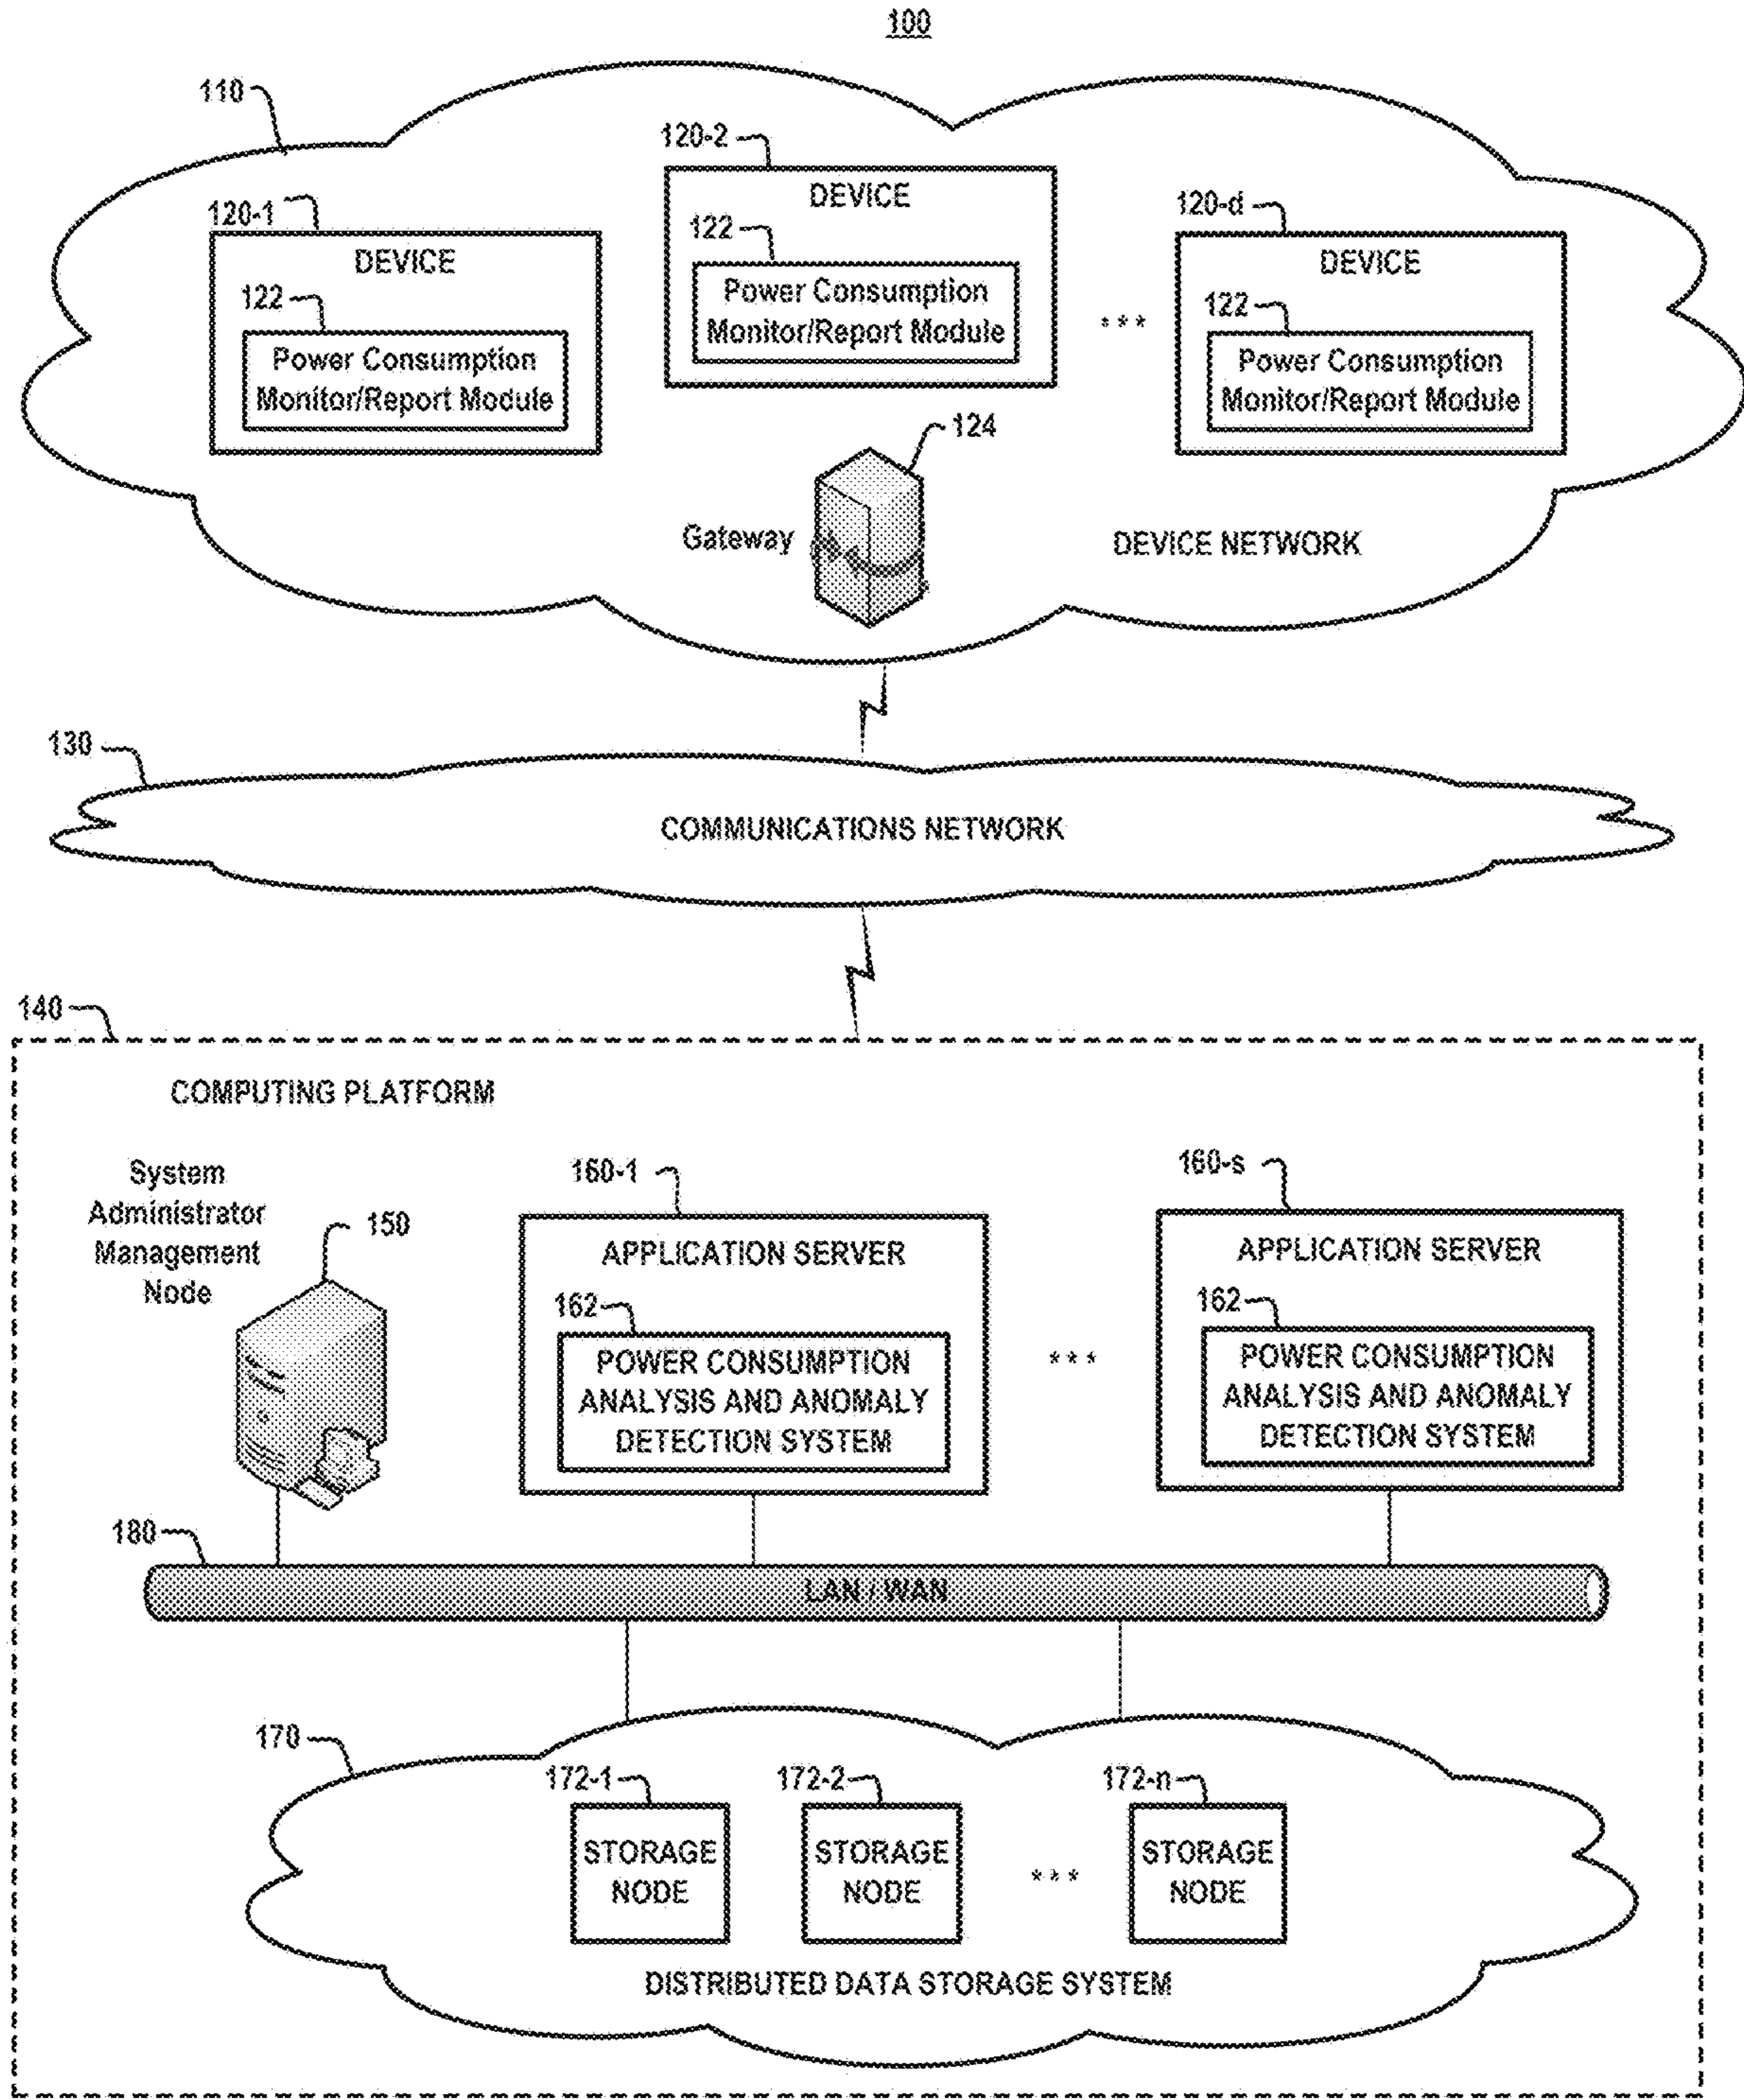 100
110
120-1
DEVICE
122
Power Consumption
Monitor/Report Module
120-2
DEVICE
122
Power Consumption
Monitor/Report Module
***
120-d
DEVICE
122
Power Consumption
Monitor/Report Module
124
Gateway
DEVICE NETWORK
130
COMMUNICATIONS NETWORK
140
COMPUTING PLATFORM
System
Administrator
Management
Node
150
160-1
APPLICATION SERVER
162
POWER CONSUMPTION
ANALYSIS AND ANOMALY
DETECTION SYSTEM
***
160-s
APPLICATION SERVER
162
POWER CONSUMPTION
ANALYSIS AND ANOMALY
DETECTION SYSTEM
180
LAN / WAN
170
172-1
STORAGE
NODE
172-2
STORAGE
NODE
***
172-n
STORAGE
NODE
DISTRIBUTED DATA STORAGE SYSTEM